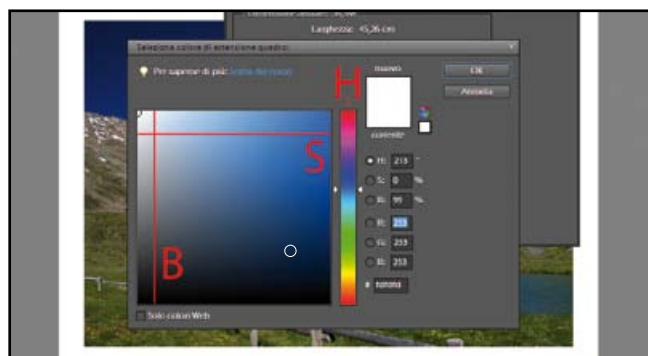 Larghezza: 45,26 cm
Seleziona colore di estensione quadro:
Per saperne di più:
nuovo
OK
Annulla
corrente
H
S
B
H: 213 °
S: 0 %
B: 99 %
R: 253
G: 253
B: 253
#
Solo colori Web